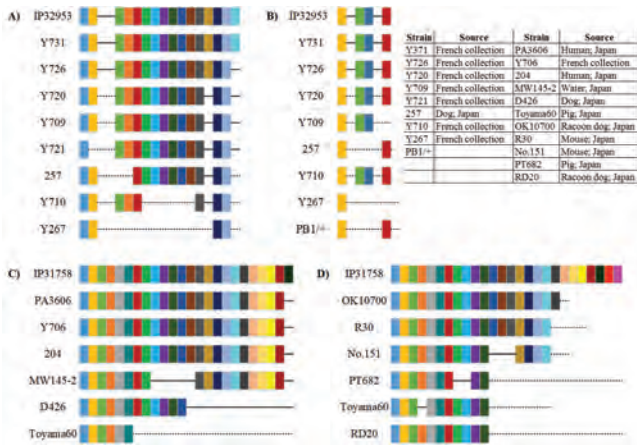 A)
IP32953
Y731
Y726
Y720
Y709
Y721
257
Y710
Y267
B)
IP32953
Y731
Y726
Y720
Y709
257
Y710
Y267
PB1/+
Strain Source Strain Source
Y371 French collection PA3606 Human; Japan
Y726 French collection Y706 French collection
Y720 French collection 204 Human; Japan
Y709 French collection MW145-2 Water; Japan
Y721 French collection D426 Dog; Japan
257 Dog; Japan Toyama60 Pig; Japan
Y710 French collection OK10700 Racoon dog; Japan
Y267 French collection R30 Mouse; Japan
PB1/+ No.151 Mouse; Japan
PT682 Pig; Japan
RD20 Racoon dog; Japan
C)
IP31758
PA3606
Y706
204
MW145-2
D426
Toyama60
D)
IP31758
OK10700
R30
No.151
PT682
Toyama60
RD20